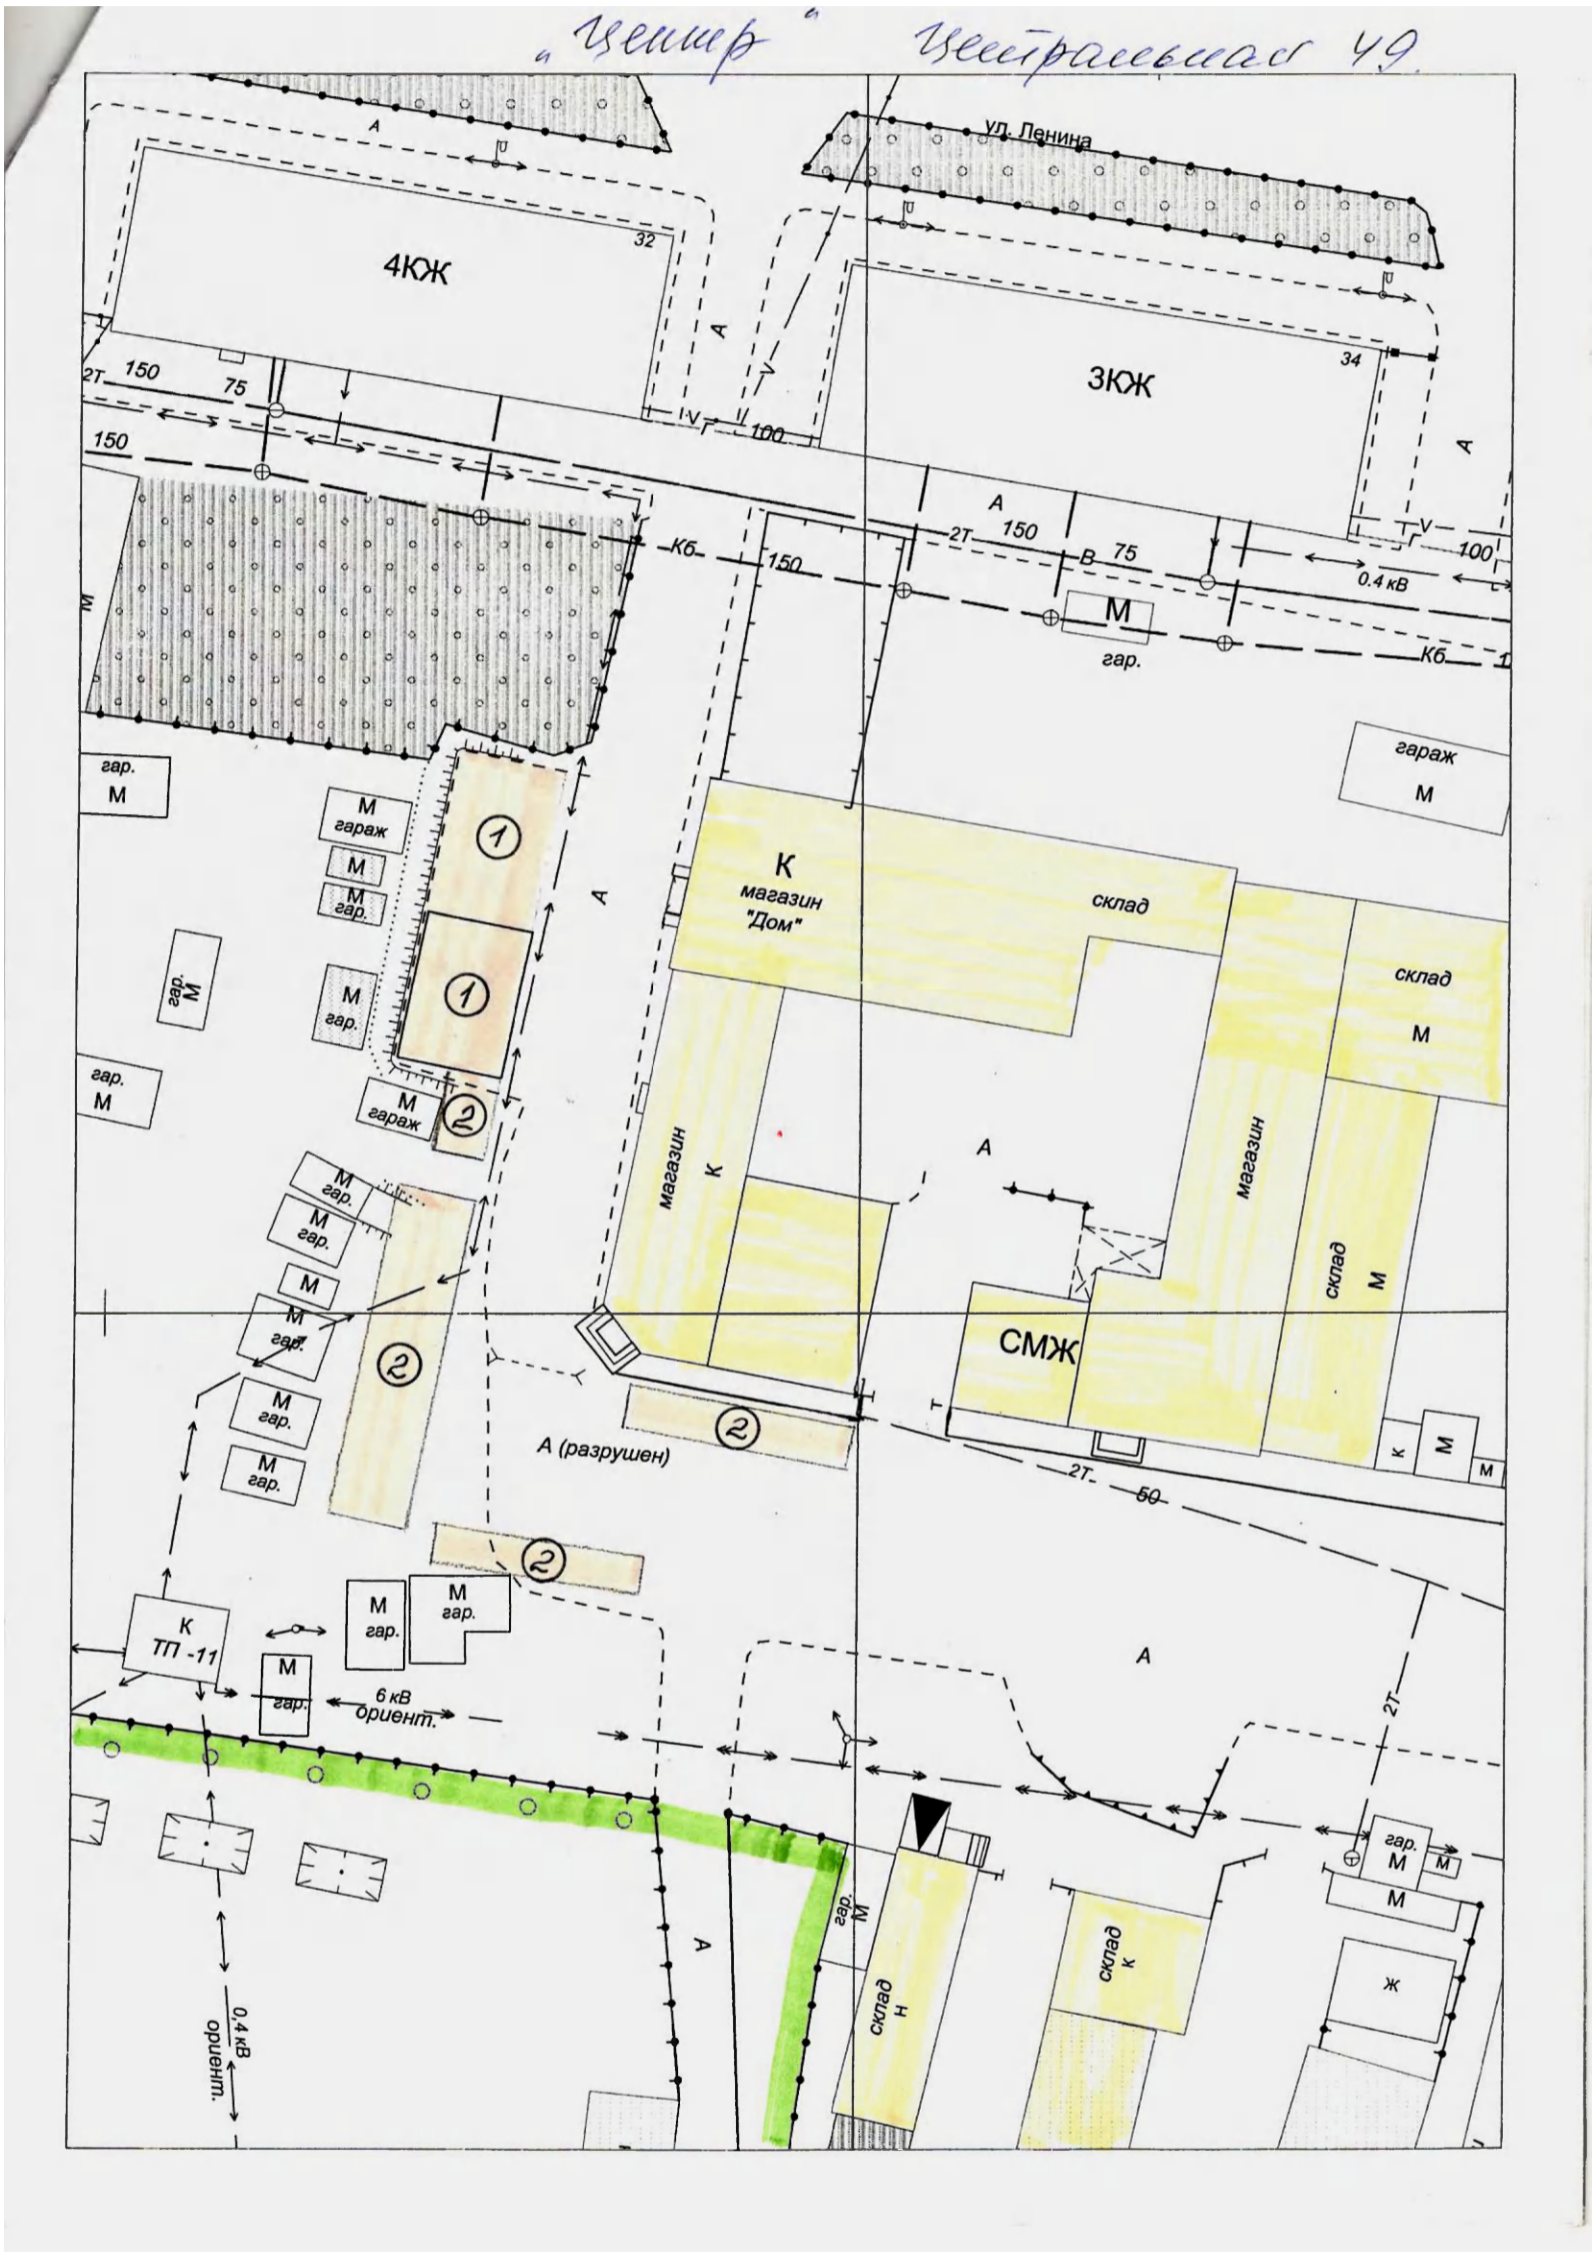 „Центр“ Центральная 49.
ул. Ленина
А
32
4КЖ
34
3КЖ
А
А
2Т
150
75
V
Г
100
V
150
А
2Т
150
В
75
V
Г
100
0.4 кВ
Кб
150
М
гар.
Кб
1
М
гараж
М
гар.
М
М
гараж
М
М
гар.
1
А
К
магазин
"Дом"
склад
склад
М
гар.
М
М
гар.
1
гар.
М
М
гараж
2
магазин
К
А
магазин
склад
М
М
гар.
М
гар.
М
М
гар.
2
СМЖ
М
гар.
М
гар.
2
А (разрушен)
Т
2Т
50
К
М
М
2
К
ТП -11
М
гар.
М
гар.
М
гар.
6 кВ
ориент.
А
2Т
гар.
М
М
М
гар.
М
А
склад
Н
склад
К
Ж
0,4 кВ
ориент.